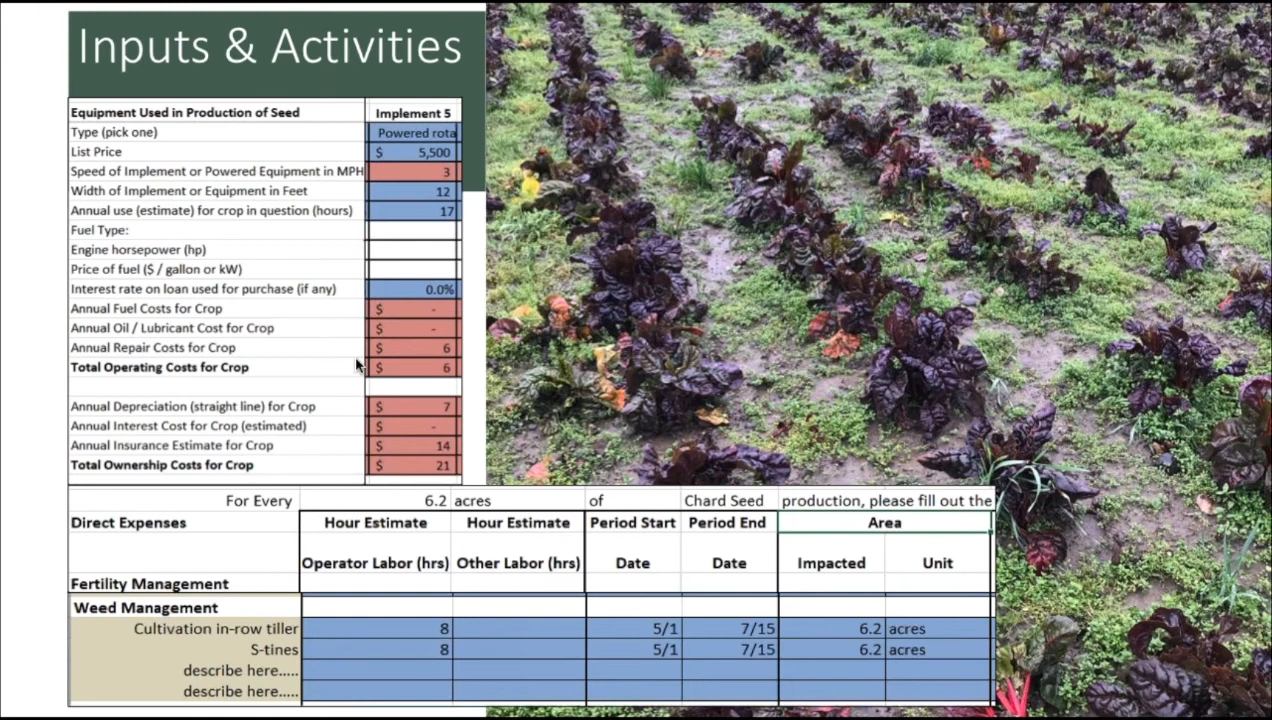 Inputs & Activities
Equipment Used in Production of Seed Implement 5
Type (pick one) Powered rota
List Price $ 5,500
Speed of Implement or Powered Equipment in MPH 3
Width of Implement or Equipment in Feet 12
Annual use (estimate) for crop in question (hours) 17
Fuel Type:
Engine horsepower (hp)
Price of fuel ($ / gallon or kW)
Interest rate on loan used for purchase (if any) 0.0%
Annual Fuel Costs for Crop $ -
Annual Oil / Lubricant Cost for Crop $ -
Annual Repair Costs for Crop $ 6
Total Operating Costs for Crop $ 6
Annual Depreciation (straight line) for Crop $ 7
Annual Interest Cost for Crop (estimated) $ -
Annual Insurance Estimate for Crop $ 14
Total Ownership Costs for Crop $ 21
For Every 6.2 acres of Chard Seed production, please fill out the
Direct Expenses Hour Estimate Hour Estimate Period Start Period End Area
Operator Labor (hrs) Other Labor (hrs) Date Date Impacted Unit
Fertility Management
Weed Management
Cultivation in-row tiller 8 5/1 7/15 6.2 acres
S-tines 8 5/1 7/15 6.2 acres
describe here.....
describe here.....